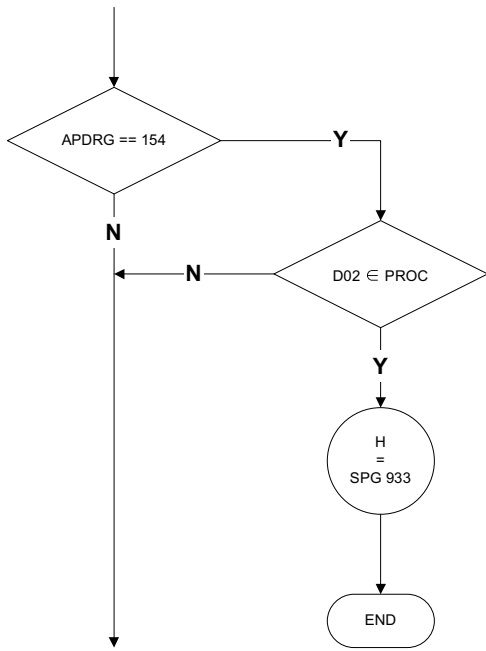 APDRG == 154
Y
N
N
D02 ∈ PROC
Y
H
=
SPG 933
END